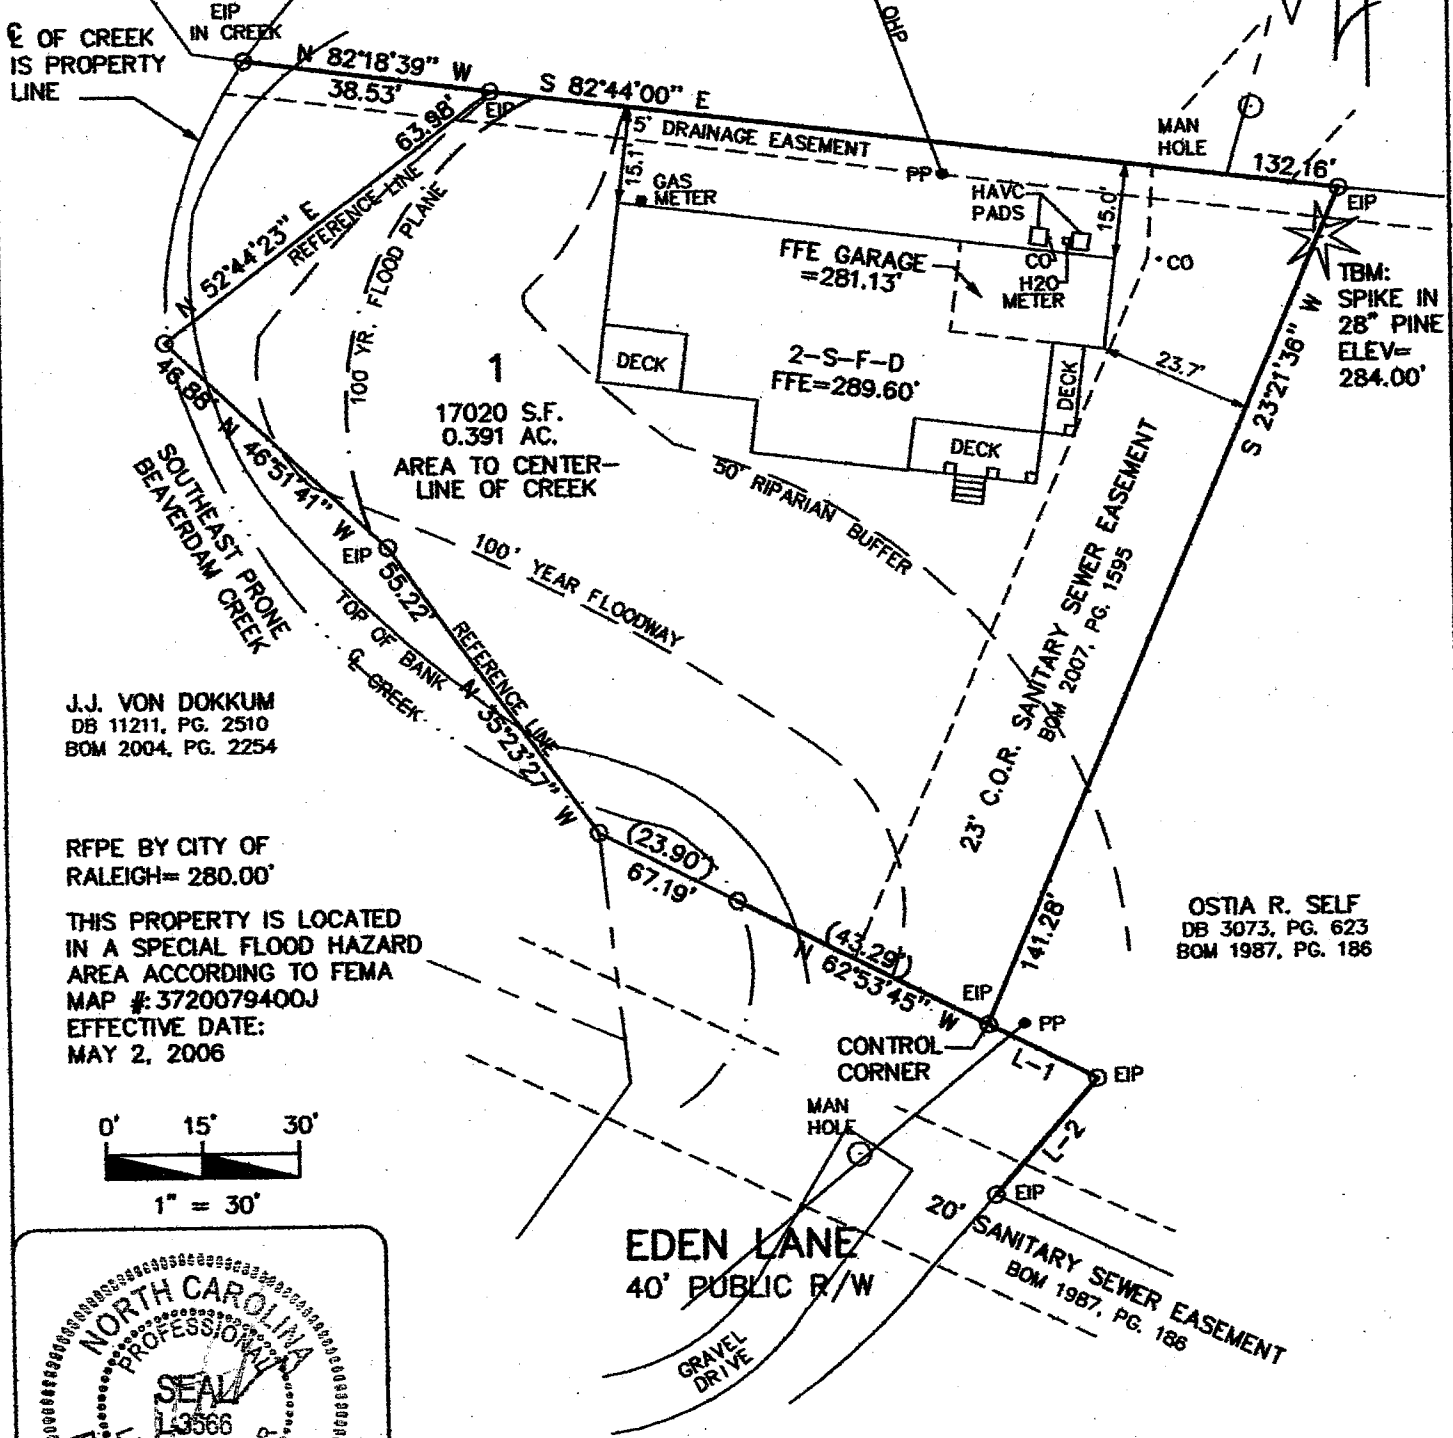 EIP
IN CREEK
℄ OF CREEK
IS PROPERTY
LINE
N 82°18'39" W
38.53'
EIP
S 82°44'00" E
5' DRAINAGE EASEMENT
OHP
PP
MAN
HOLE
132.16'
EIP
63.98'
N 52°44'23" E
REFERENCE LINE
100 YR. FLOOD PLANE
15.1'
GAS
METER
HAVC
PADS
15.0'
CO
H2O
METER
CO
FFE GARAGE
=281.13'
TBM:
SPIKE IN
28" PINE
ELEV=
284.00'
DECK
2-S-F-D
FFE=289.60'
DECK
DECK
23.7'
S 23°21'36" W
1
17020 S.F.
0.391 AC.
AREA TO CENTER-
LINE OF CREEK
46.88'
N 46°51'41" W
SOUTHEAST PRONE
BEAVERDAM CREEK
EIP
55.22'
REFERENCE LINE
N 35°23'27" W
TOP OF BANK
℄ CREEK
100' YEAR FLOODWAY
50' RIPARIAN BUFFER
23' C.O.R. SANITARY SEWER EASEMENT
BOM 2007, PG. 1595
J.J. VON DOKKUM
DB 11211, PG. 2510
BOM 2004, PG. 2254
RFPE BY CITY OF
RALEIGH= 280.00'
THIS PROPERTY IS LOCATED
IN A SPECIAL FLOOD HAZARD
AREA ACCORDING TO FEMA
MAP #:3720079400J
EFFECTIVE DATE:
MAY 2, 2006
(23.90')
67.19'
(43.29')
N 62°53'45" W
141.28'
OSTIA R. SELF
DB 3073, PG. 623
BOM 1987, PG. 186
EIP
PP
CONTROL
CORNER
L-1
EIP
MAN
HOLE
L-2
EIP
0' 15' 30'
1" = 30'
EDEN LANE
40' PUBLIC R/W
20' SANITARY SEWER EASEMENT
BOM 1987, PG. 186
GRAVEL
DRIVE
NORTH CAROLINA
PROFESSIONAL
SEAL
L-3566